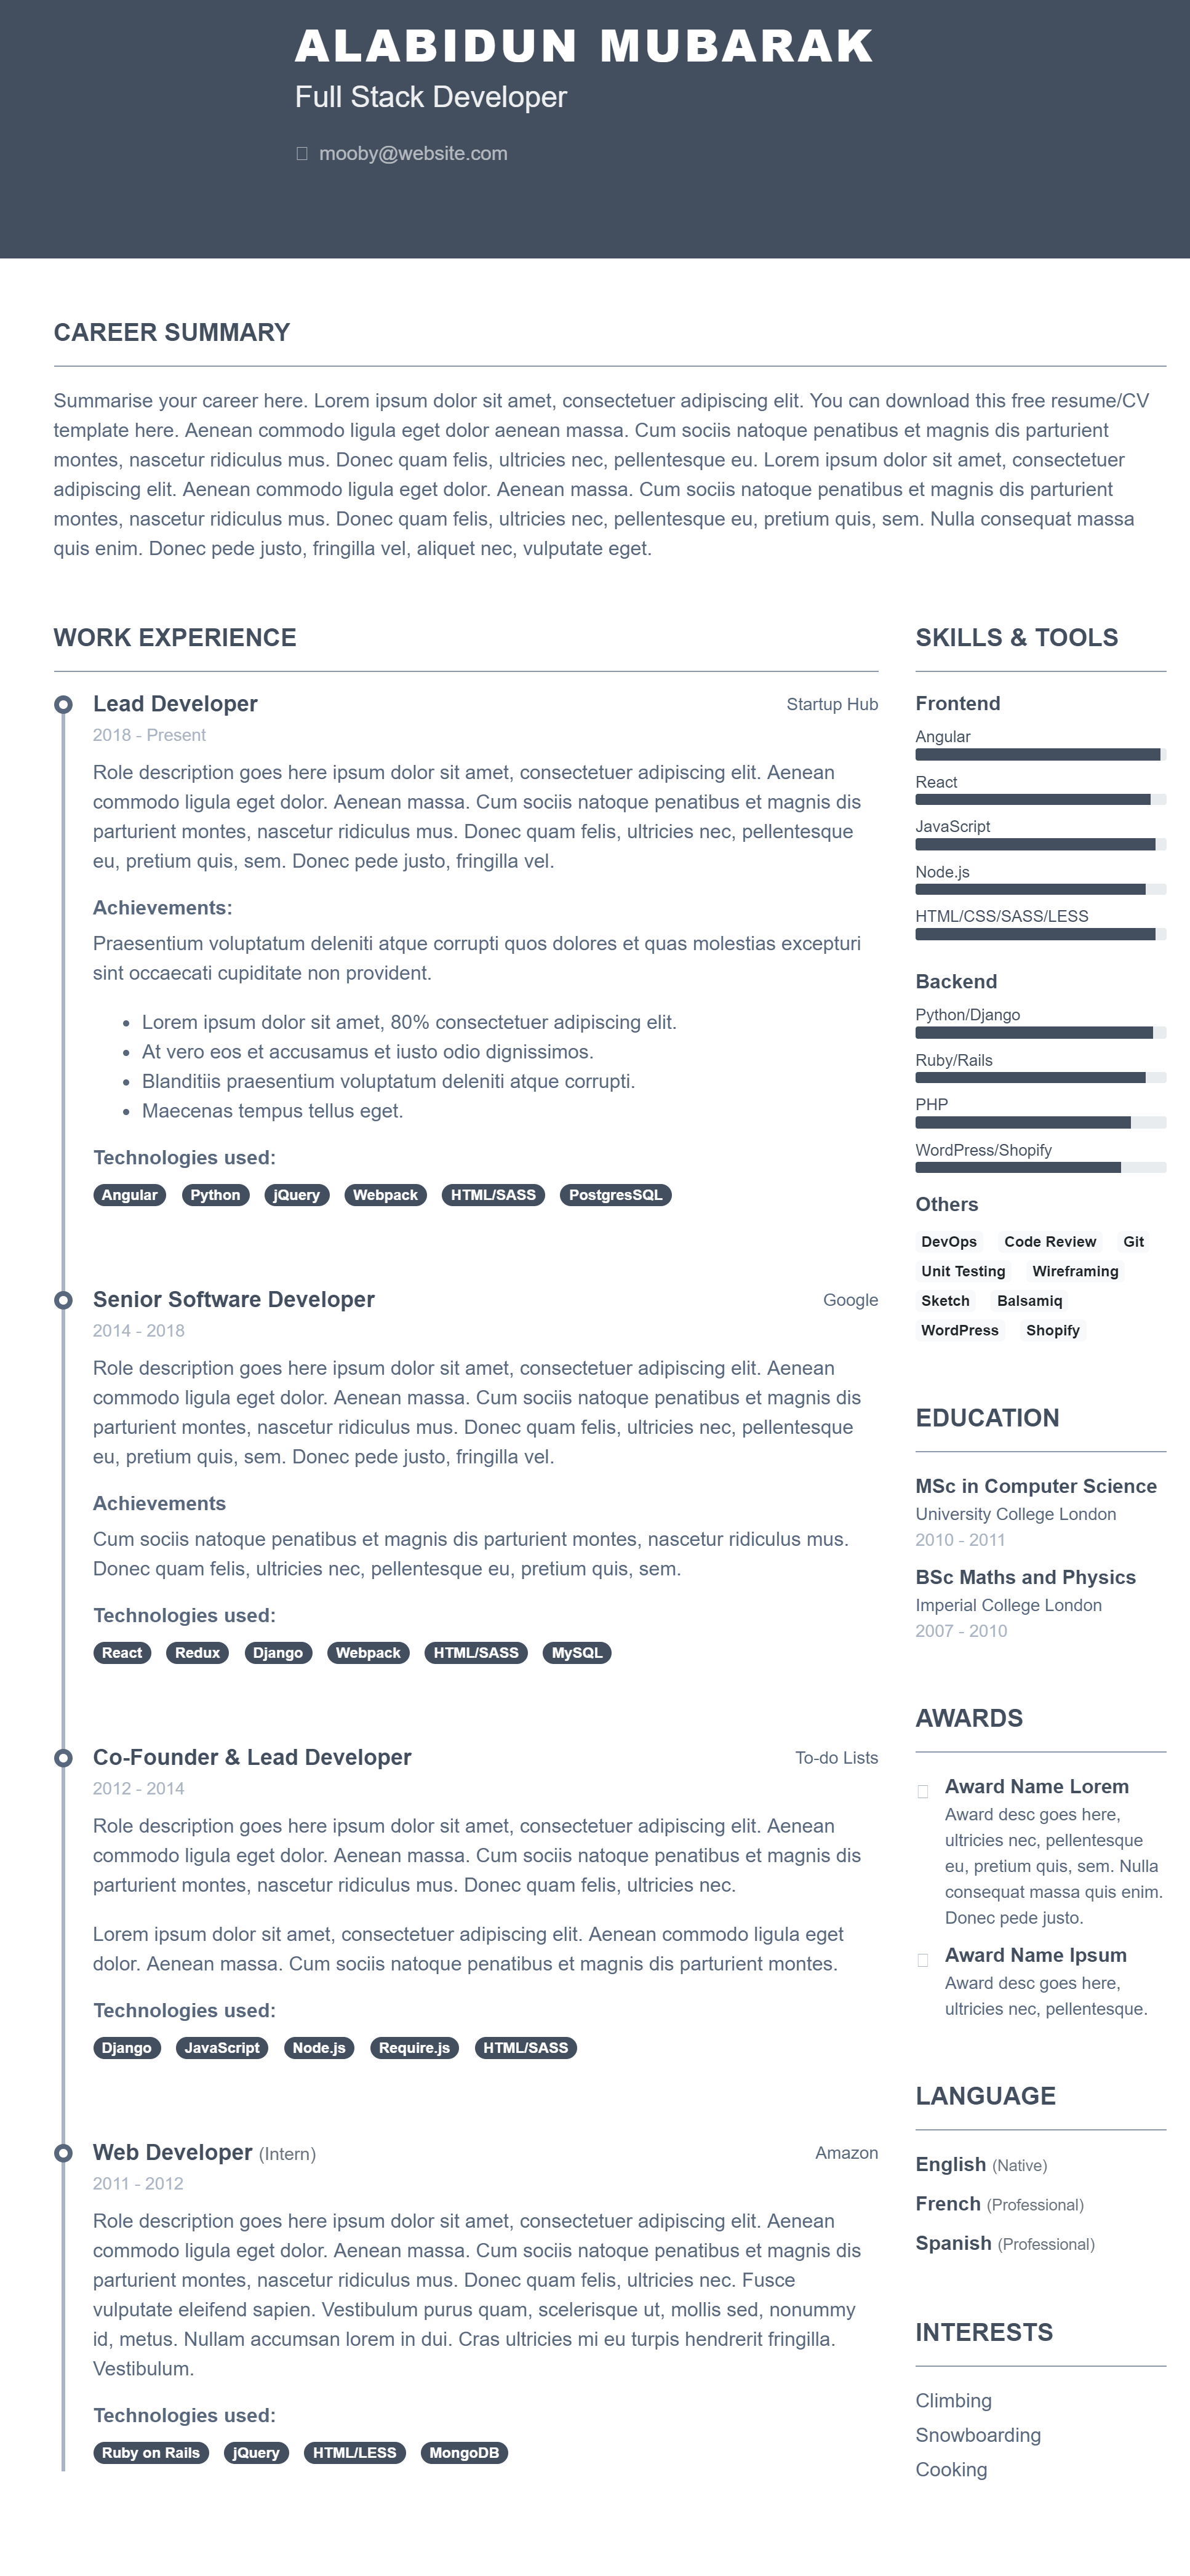 ALABIDUN MUBARAK
Full Stack Developer
mooby@website.com
CAREER SUMMARY
Summarise your career here. Lorem ipsum dolor sit amet, consectetuer adipiscing elit. You can download this free resume/CV
template here. Aenean commodo ligula eget dolor aenean massa. Cum sociis natoque penatibus et magnis dis parturient
montes, nascetur ridiculus mus. Donec quam felis, ultricies nec, pellentesque eu. Lorem ipsum dolor sit amet, consectetuer
adipiscing elit. Aenean commodo ligula eget dolor. Aenean massa. Cum sociis natoque penatibus et magnis dis parturient
montes, nascetur ridiculus mus. Donec quam felis, ultricies nec, pellentesque eu, pretium quis, sem. Nulla consequat massa
quis enim. Donec pede justo, fringilla vel, aliquet nec, vulputate eget.
WORK EXPERIENCE
Lead Developer Startup Hub
2018 - Present
Role description goes here ipsum dolor sit amet, consectetuer adipiscing elit. Aenean
commodo ligula eget dolor. Aenean massa. Cum sociis natoque penatibus et magnis dis
parturient montes, nascetur ridiculus mus. Donec quam felis, ultricies nec, pellentesque
eu, pretium quis, sem. Donec pede justo, fringilla vel.
Achievements:
Praesentium voluptatum deleniti atque corrupti quos dolores et quas molestias excepturi
sint occaecati cupiditate non provident.
• Lorem ipsum dolor sit amet, 80% consectetuer adipiscing elit.
• At vero eos et accusamus et iusto odio dignissimos.
• Blanditiis praesentium voluptatum deleniti atque corrupti.
• Maecenas tempus tellus eget.
Technologies used:
Angular Python jQuery Webpack HTML/SASS PostgresSQL
Senior Software Developer Google
2014 - 2018
Role description goes here ipsum dolor sit amet, consectetuer adipiscing elit. Aenean
commodo ligula eget dolor. Aenean massa. Cum sociis natoque penatibus et magnis dis
parturient montes, nascetur ridiculus mus. Donec quam felis, ultricies nec, pellentesque
eu, pretium quis, sem. Donec pede justo, fringilla vel.
Achievements
Cum sociis natoque penatibus et magnis dis parturient montes, nascetur ridiculus mus.
Donec quam felis, ultricies nec, pellentesque eu, pretium quis, sem.
Technologies used:
React Redux Django Webpack HTML/SASS MySQL
Co-Founder & Lead Developer To-do Lists
2012 - 2014
Role description goes here ipsum dolor sit amet, consectetuer adipiscing elit. Aenean
commodo ligula eget dolor. Aenean massa. Cum sociis natoque penatibus et magnis dis
parturient montes, nascetur ridiculus mus. Donec quam felis, ultricies nec.
Lorem ipsum dolor sit amet, consectetuer adipiscing elit. Aenean commodo ligula eget
dolor. Aenean massa. Cum sociis natoque penatibus et magnis dis parturient montes.
Technologies used:
Django JavaScript Node.js Require.js HTML/SASS
Web Developer (Intern) Amazon
2011 - 2012
Role description goes here ipsum dolor sit amet, consectetuer adipiscing elit. Aenean
commodo ligula eget dolor. Aenean massa. Cum sociis natoque penatibus et magnis dis
parturient montes, nascetur ridiculus mus. Donec quam felis, ultricies nec. Fusce
vulputate eleifend sapien. Vestibulum purus quam, scelerisque ut, mollis sed, nonummy
id, metus. Nullam accumsan lorem in dui. Cras ultricies mi eu turpis hendrerit fringilla.
Vestibulum.
Technologies used:
Ruby on Rails jQuery HTML/LESS MongoDB
SKILLS & TOOLS
Frontend
Angular
React
JavaScript
Node.js
HTML/CSS/SASS/LESS
Backend
Python/Django
Ruby/Rails
PHP
WordPress/Shopify
Others
DevOps Code Review Git
Unit Testing Wireframing
Sketch Balsamiq
WordPress Shopify
EDUCATION
MSc in Computer Science
University College London
2010 - 2011
BSc Maths and Physics
Imperial College London
2007 - 2010
AWARDS
Award Name Lorem
Award desc goes here,
ultricies nec, pellentesque
eu, pretium quis, sem. Nulla
consequat massa quis enim.
Donec pede justo.
Award Name Ipsum
Award desc goes here,
ultricies nec, pellentesque.
LANGUAGE
English (Native)
French (Professional)
Spanish (Professional)
INTERESTS
Climbing
Snowboarding
Cooking